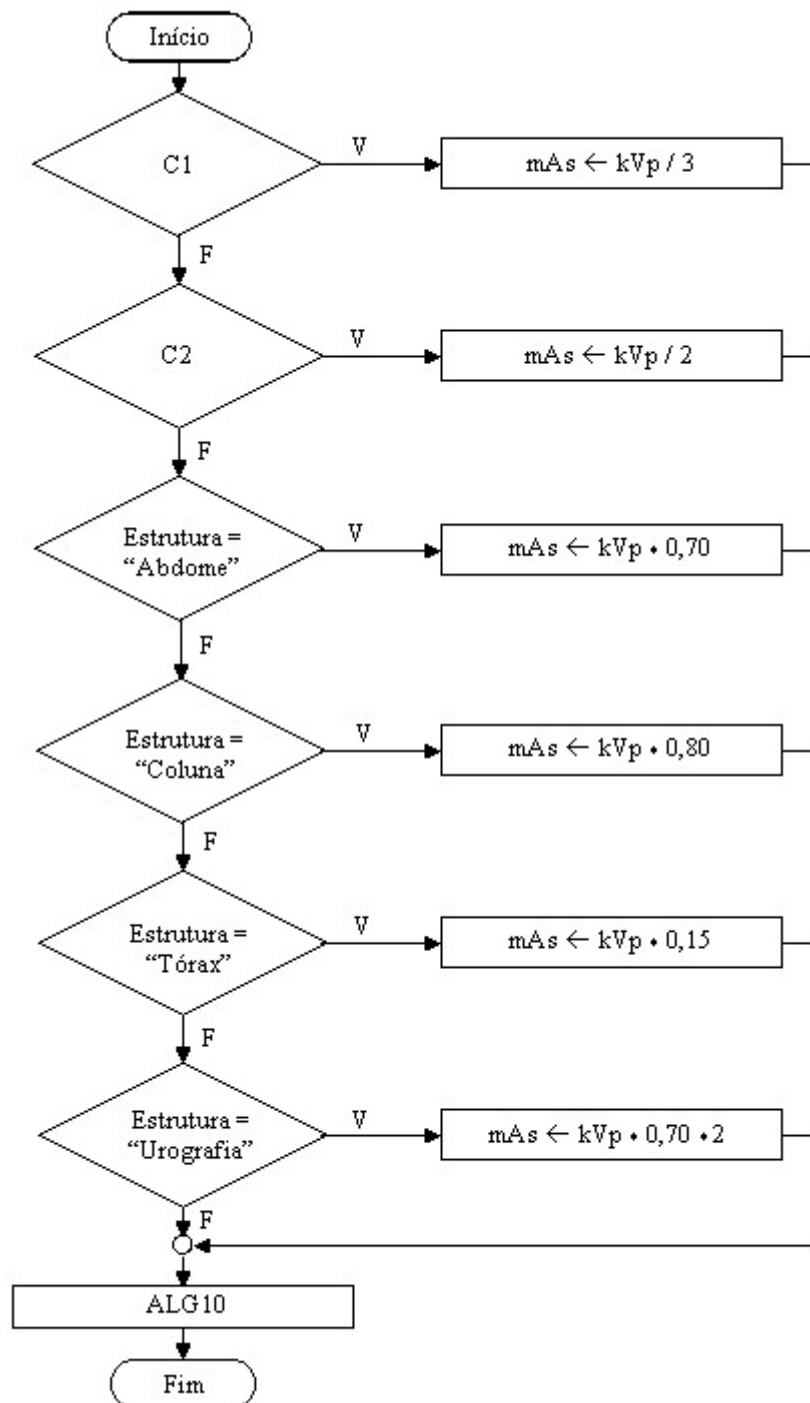 Início
C1
V
mAs ← kVp / 3
F
C2
V
mAs ← kVp / 2
F
Estrutura =
“Abdome”
V
mAs ← kVp • 0,70
F
Estrutura =
“Coluna”
V
mAs ← kVp • 0,80
F
Estrutura =
“Tórax”
V
mAs ← kVp • 0,15
F
Estrutura =
“Urografia”
V
mAs ← kVp • 0,70 • 2
F
ALG10
Fim